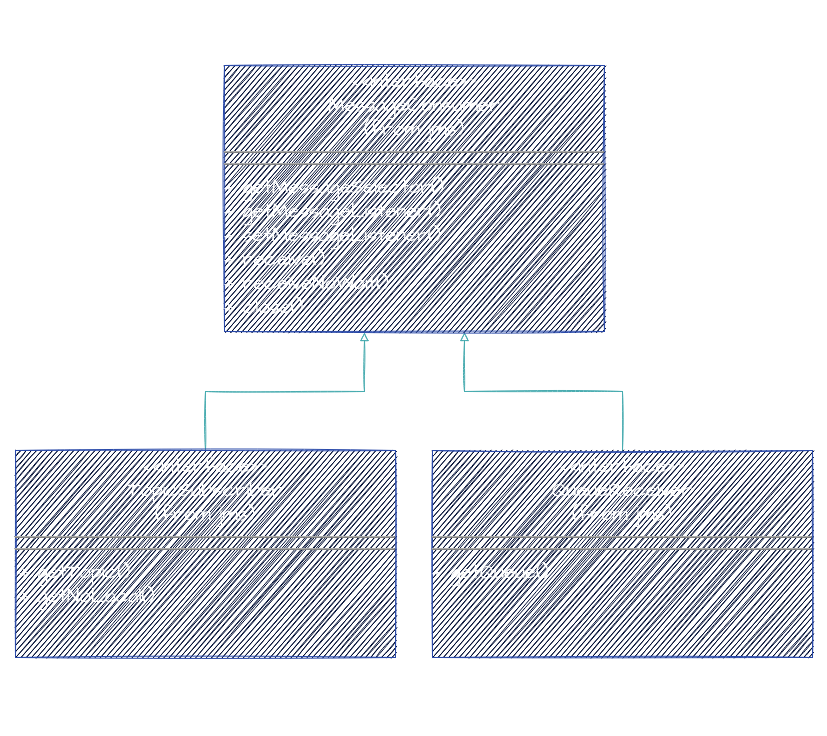 <<interface>>
MessageConsumer
(from jms)
+ getMessageSelector()
+ getMessageListener()
+ setMessageListener()
+ receive()
+ receiveNoWait()
+ close()
<<interface>>
TopicSubscriber
(from jms)
+ getTopic()
+ getNoLocal()
<<interface>>
QueueReceiver
(from jms)
+ getQueue()